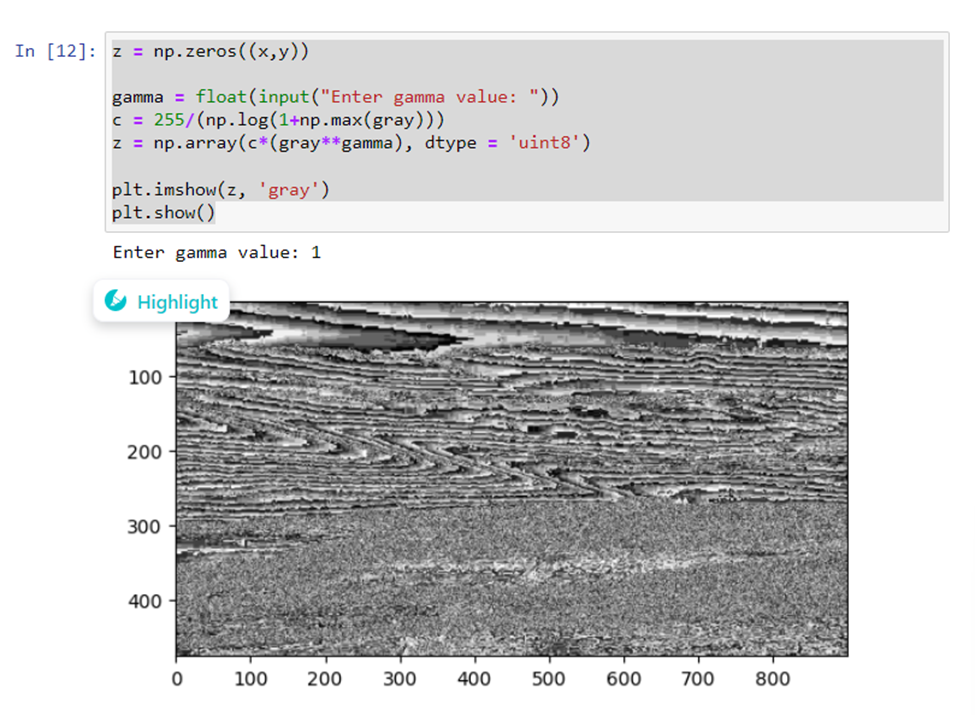 In [12]: z = np.zeros((x,y))
gamma = float(input("Enter gamma value: "))
c = 255/(np.log(1+np.max(gray)))
z = np.array(c*(gray**gamma), dtype = 'uint8')
plt.imshow(z, 'gray')
plt.show()
Enter gamma value: 1
Highlight
100
200
300
400
0 100 200 300 400 500 600 700 800